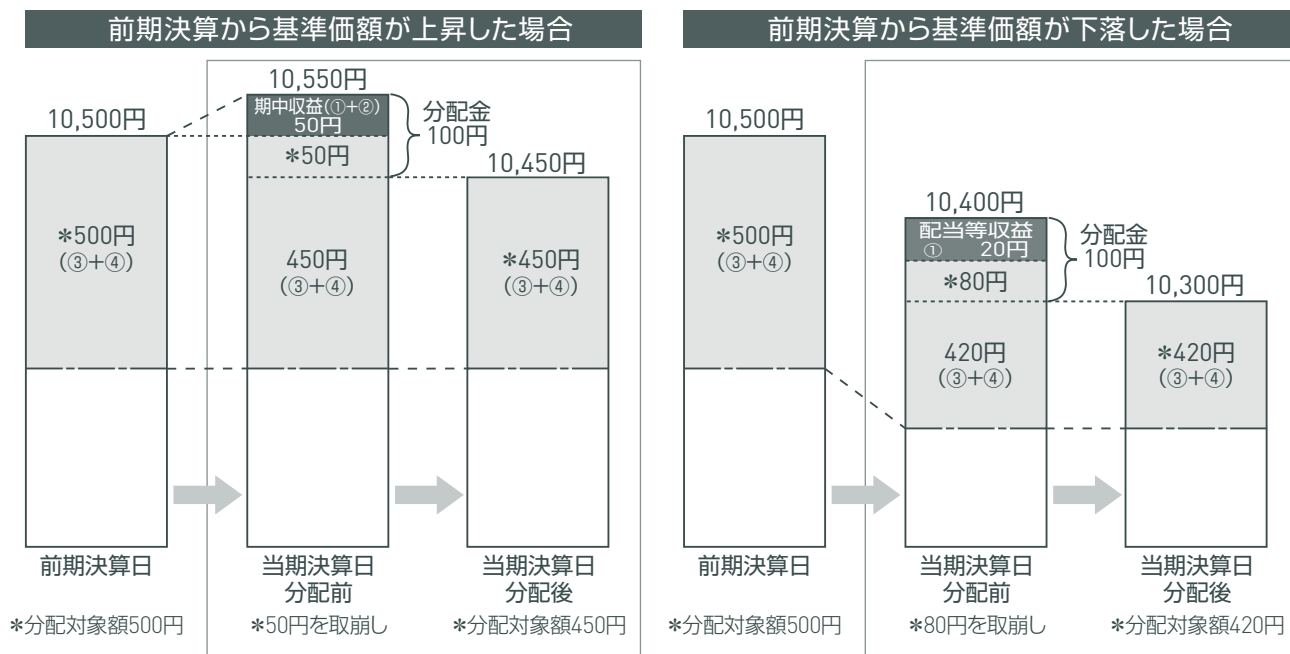 前期決算から基準価額が上昇した場合
10,500円
*500円
(③+④)
前期決算日
*分配対象額500円
10,550円
期中収益(①+②)
50円
*50円
450円
(③+④)
当期決算日
分配前
*50円を取崩し
分配金
100円
10,450円
*450円
(③+④)
当期決算日
分配後
*分配対象額450円
前期決算から基準価額が下落した場合
10,500円
*500円
(③+④)
前期決算日
*分配対象額500円
10,400円
配当等収益
① 20円
*80円
420円
(③+④)
当期決算日
分配前
*80円を取崩し
分配金
100円
10,300円
*420円
(③+④)
当期決算日
分配後
*分配対象額420円